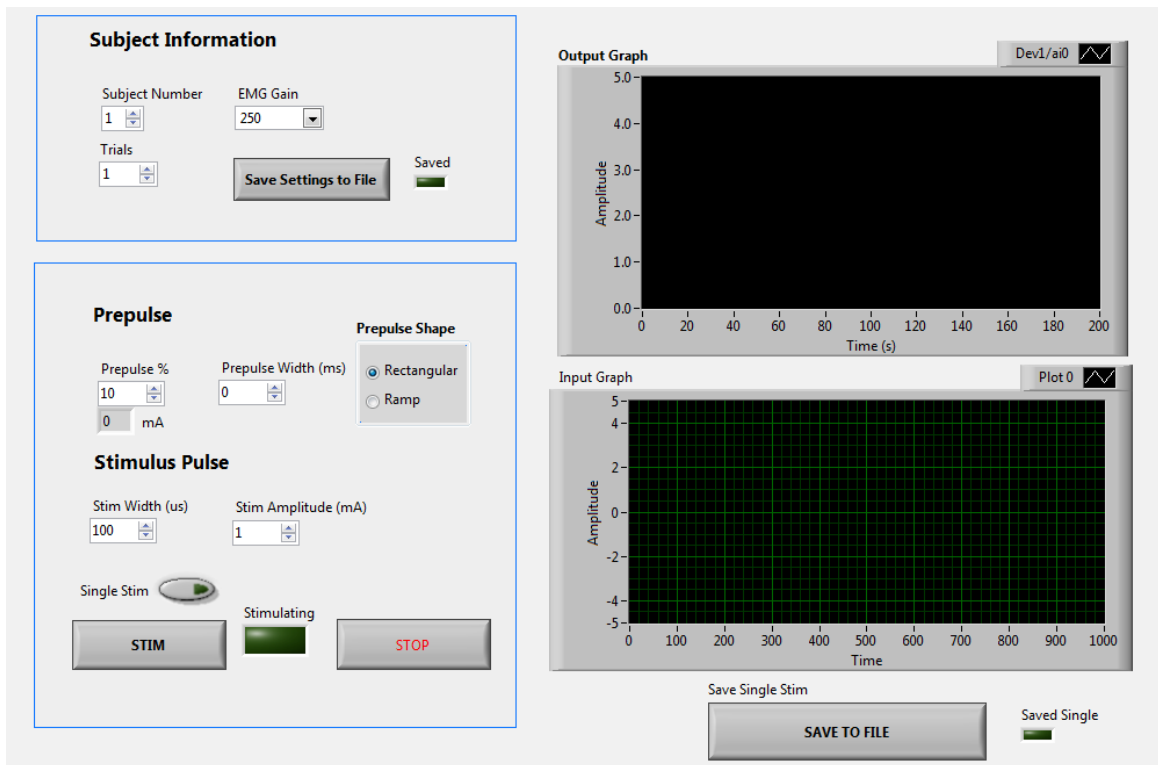 Subject Information
Subject Number
EMG Gain
1
250
Trials
1
Save Settings to File
Saved
Prepulse
Prepulse Shape
Prepulse %
Prepulse Width (ms)
Rectangular
10
0
Ramp
0 mA
Stimulus Pulse
Stim Width (us)
Stim Amplitude (mA)
100
1
Single Stim
Stimulating
STIM
STOP
Output Graph
Dev1/ai0
5.0
4.0
3.0
2.0
1.0
0.0
Amplitude
0 20 40 60 80 100 120 140 160 180 200
Time (s)
Input Graph
Plot 0
5
4
2
0
-2
-4
-5
Amplitude
0 100 200 300 400 500 600 700 800 900 1000
Time
Save Single Stim
SAVE TO FILE
Saved Single